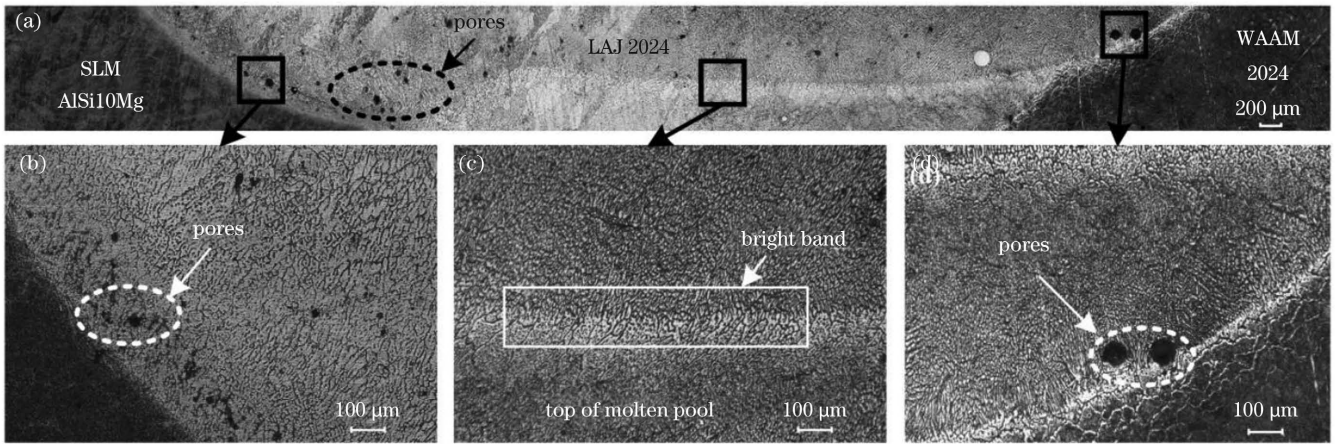 (a)
pores
LAJ 2024
SLM
AlSi10Mg
WAAM
2024
200 μm
(b)
pores
100 μm
(c)
bright band
top of molten pool
100 μm
(d)
(d)
pores
100 μm